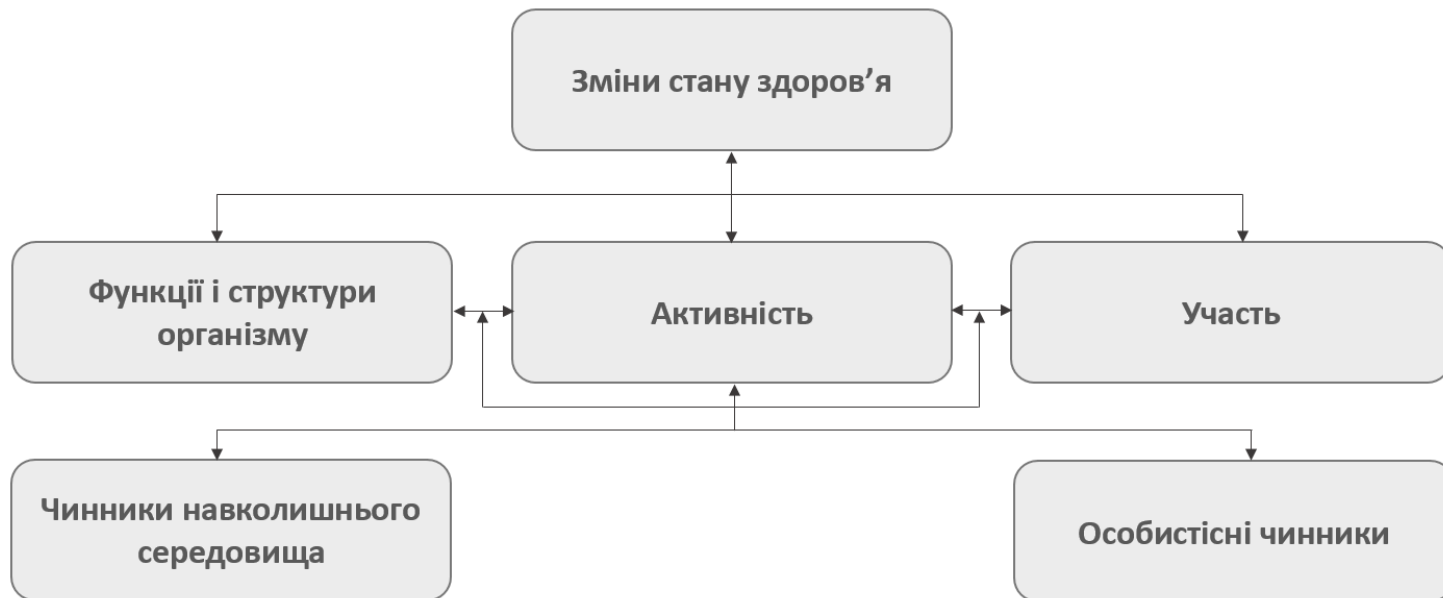 Зміни стану здоров’я
Функції і структури
організму
Активність
Участь
Чинники навколишнього
середовища
Особистісні чинники